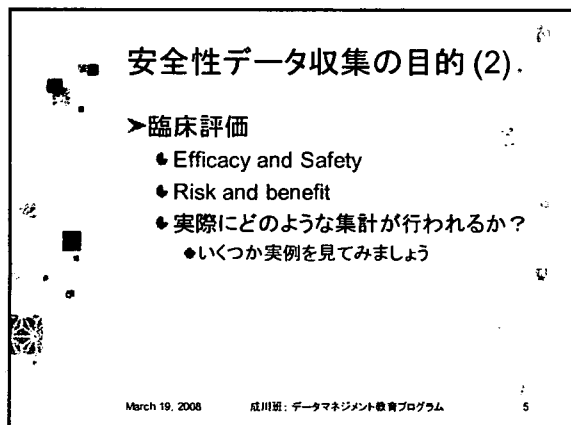 安全性データ収集の目的 (2)
➢臨床評価
Efficacy and Safety
Risk and benefit
実際にどのような集計が行われるか？
◆いくつか実例を見てみましょう
March 19, 2008 成川班: データマネジメント教育プログラム 5